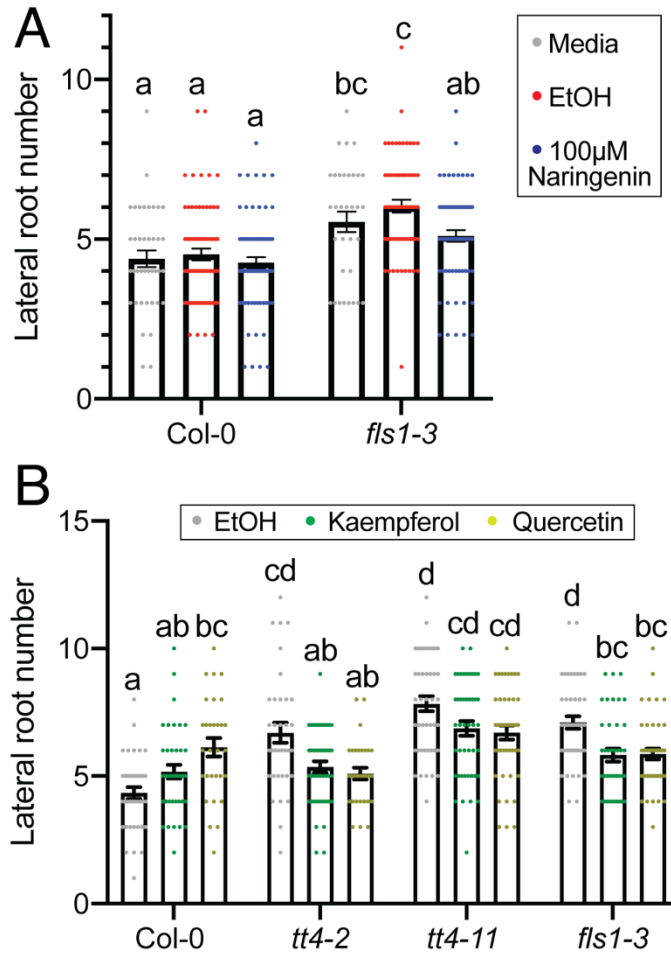 A
Lateral root number
10
5
0
a
a
a
bc
c
ab
Media
EtOH
100µM
Naringenin
Col-0
fls1-3
B
Lateral root number
15
10
5
0
EtOH
Kaempferol
Quercetin
a
ab
bc
cd
ab
ab
d
cd
cd
d
bc
bc
Col-0
tt4-2
tt4-11
fls1-3